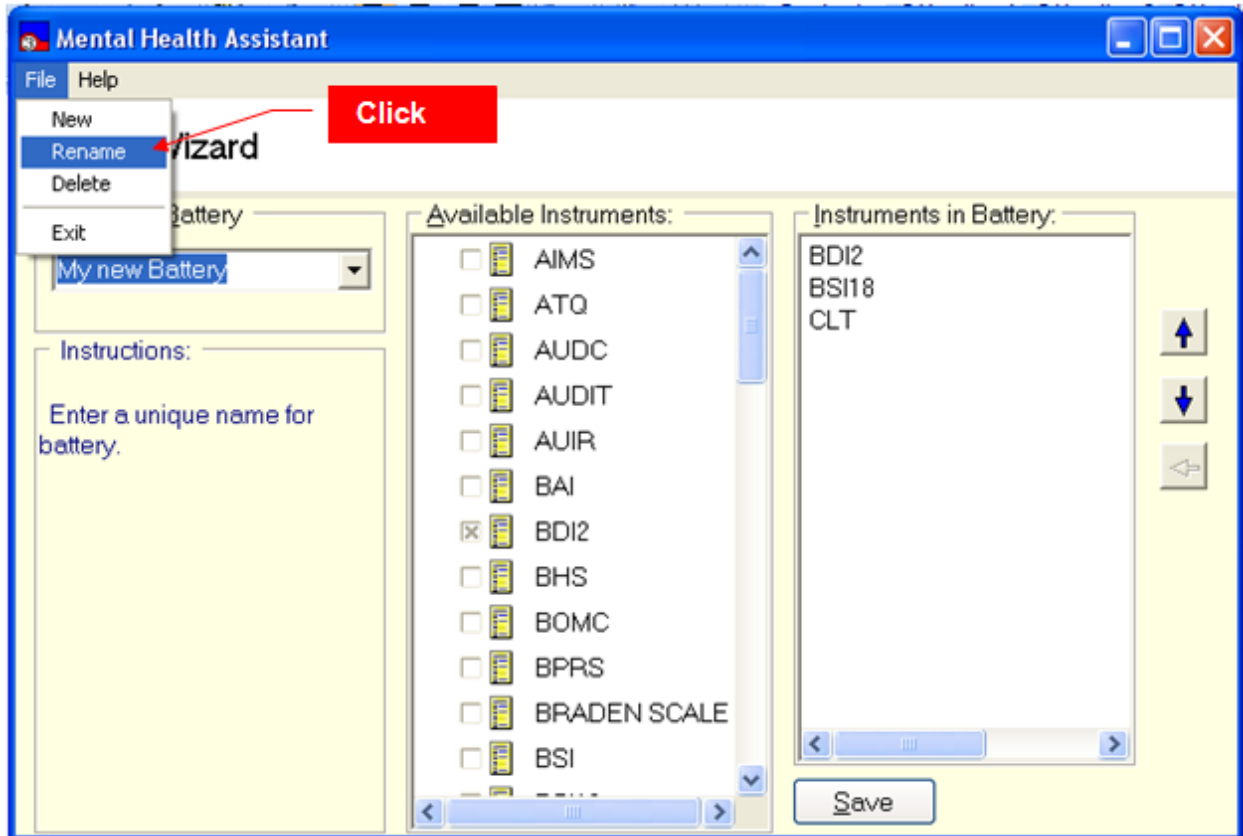 Mental Health Assistant
File Help
New
Rename
Delete
Exit
Click
Wizard
Battery
My new Battery
Instructions:
Enter a unique name for
battery.
Available Instruments:
AIMS
ATQ
AUDC
AUDIT
AUIR
BAI
BDI2
BHS
BOMC
BPRS
BRADEN SCALE
BSI
Instruments in Battery:
BDI2
BSI18
CLT
Save